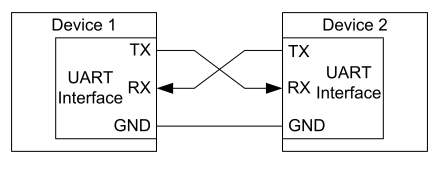 Device 1
TX
UART
Interface
RX
GND
Device 2
TX
RX
UART
Interface
GND